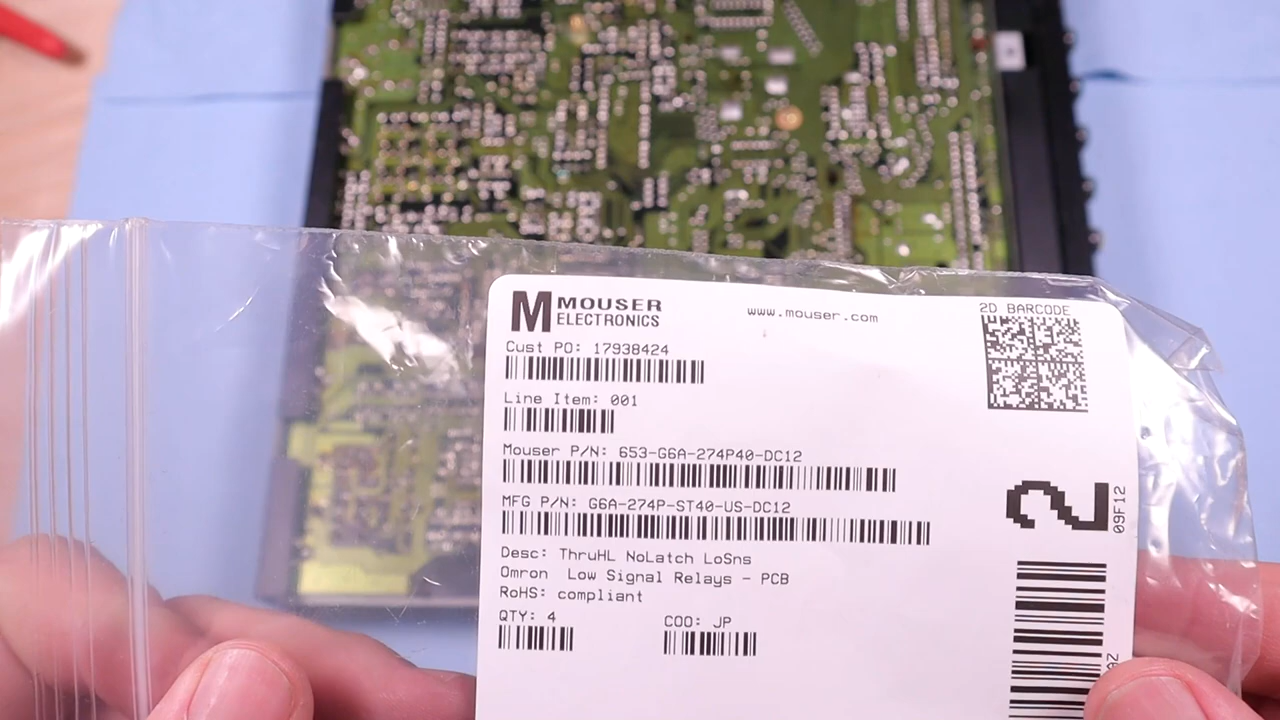 M MOUSER
ELECTRONICS
www.mouser.com
2D BARCODE
Cust PO: 17938424
Line Item: 001
Mouser P/N: 653-G6A-274P40-DC12
MFG P/N: G6A-274P-ST40-US-DC12
Desc: ThruHL NoLatch LoSns
Omron Low Signal Relays - PCB
RoHS: compliant
QTY: 4
COO: JP
2
09F12